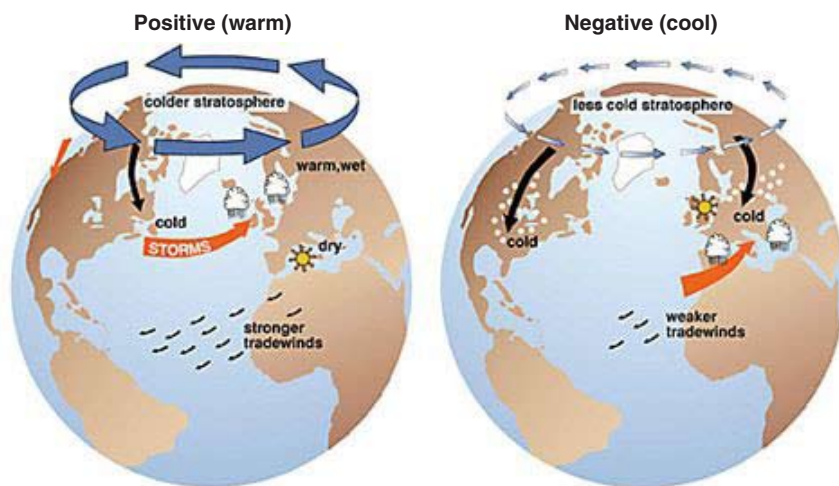 Positive (warm)
colder stratosphere
warm,wet
cold
STORMS
dry
stronger
tradewinds
Negative (cool)
less cold stratosphere
cold
cold
weaker
tradewinds